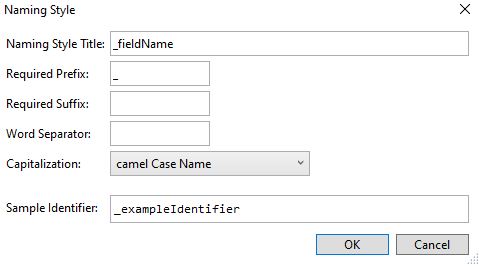 Naming Style
Naming Style Title: _fieldName
Required Prefix: _
Required Suffix:
Word Separator:
Capitalization: camel Case Name
Sample Identifier: _exampleIdentifier
OK Cancel